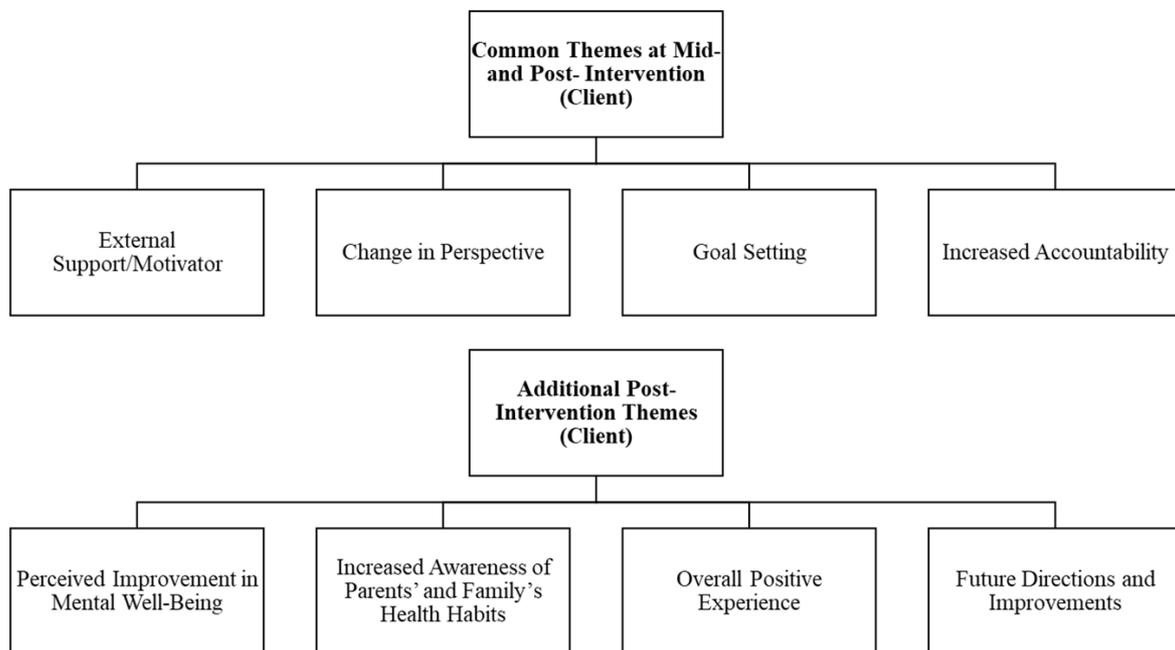 Common Themes at Mid-
and Post- Intervention
(Client)
External
Support/Motivator
Change in Perspective
Goal Setting
Increased Accountability
Additional Post-
Intervention Themes
(Client)
Perceived Improvement in
Mental Well-Being
Increased Awareness of
Parents’ and Family’s
Health Habits
Overall Positive
Experience
Future Directions and
Improvements